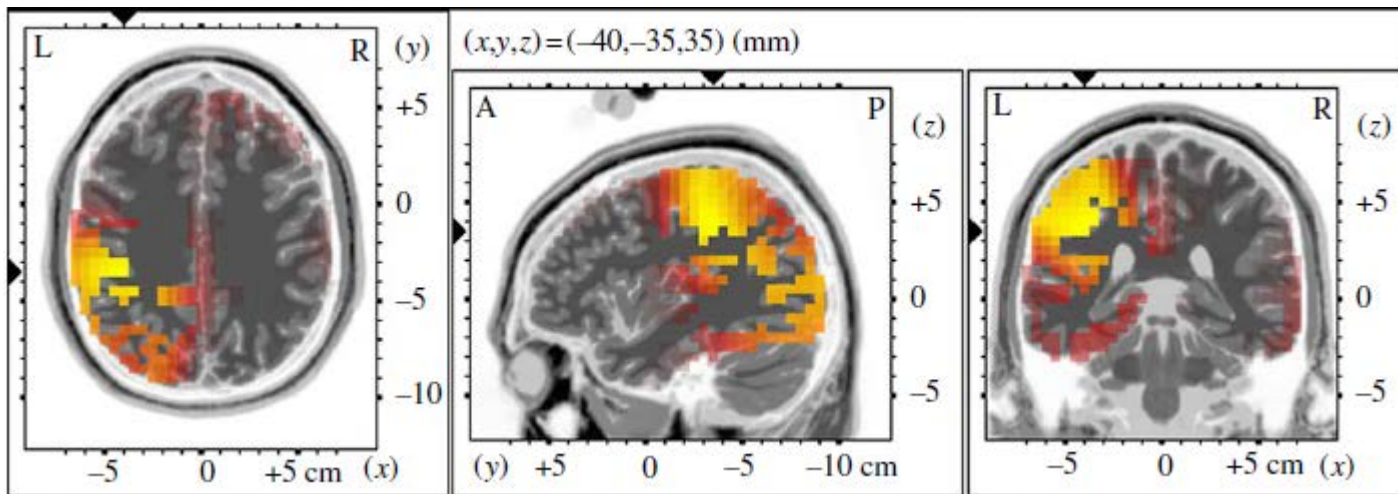 (x,y,z)=(–40,–35,35) (mm)
L R (y)
+5
0
–5
–10
–5 0 +5 cm (x)
A P (z)
+5
0
–5
(y) +5 0 –5 –10 cm
L R (z)
+5
0
–5
–5 0 +5 cm (x)